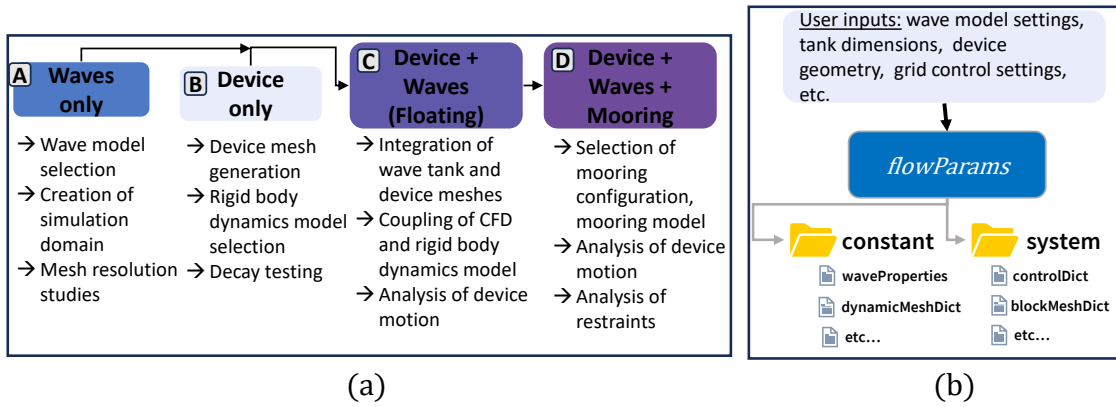 A Waves
only
→ Wave model
selection
→ Creation of
simulation
domain
→ Mesh resolution
studies
B Device
only
→ Device mesh
generation
→ Rigid body
dynamics model
selection
→ Decay testing
C Device +
Waves
(Floating)
→ Integration of
wave tank and
device meshes
→ Coupling of CFD
and rigid body
dynamics model
→ Analysis of device
motion
D Device +
Waves +
Mooring
→ Selection of
mooring
configuration,
mooring model
→ Analysis of device
motion
→ Analysis of
restraints
(a)
User inputs: wave model settings,
tank dimensions, device
geometry, grid control settings,
etc.
flowParams
constant
waveProperties
dynamicMeshDict
etc...
system
controlDict
blockMeshDict
etc...
(b)